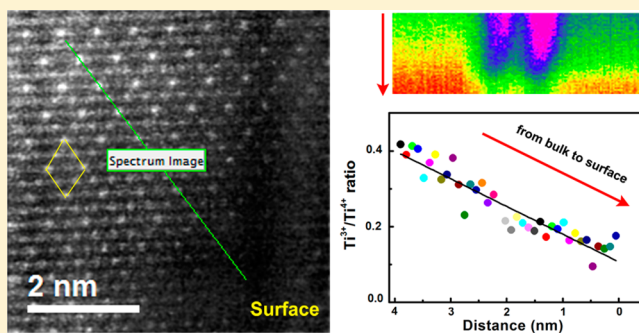 Spectrum Image
2 nm
Surface
from bulk to surface
Ti3+/Ti4+ ratio
0.4
0.2
0.0
4 3 2 1 0
Distance (nm)